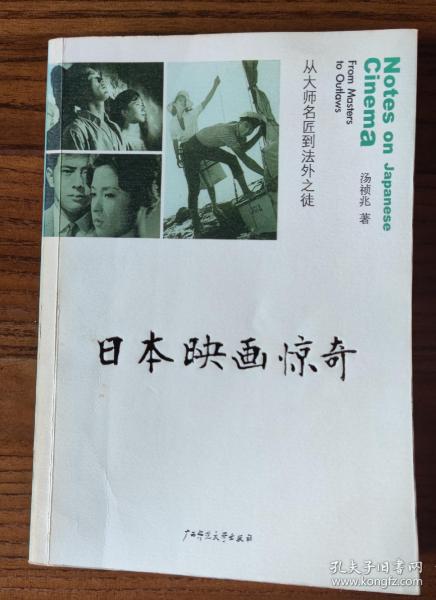 Notes on Japanese
Cinema
From Masters
to Outlaws
汤祯兆 著
从大师名匠到法外之徒
日本映画惊奇
广西师范大学出版社
孔夫子旧书网
www.kongfz.com